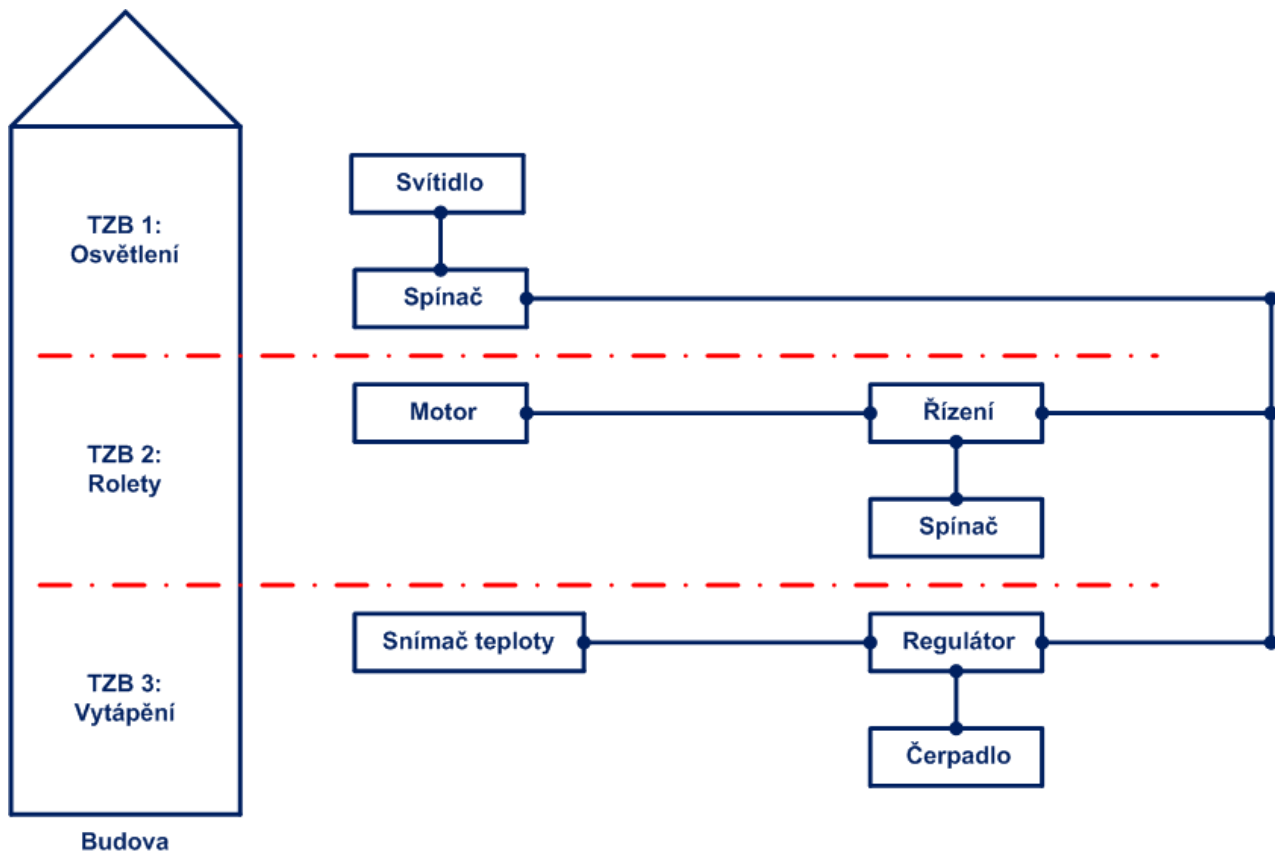 TZB 1:
Osvětlení
Svítidlo
Spínač
TZB 2:
Rolety
Motor
Řízení
Spínač
TZB 3:
Vytápění
Snímač teploty
Regulátor
Čerpadlo
Budova